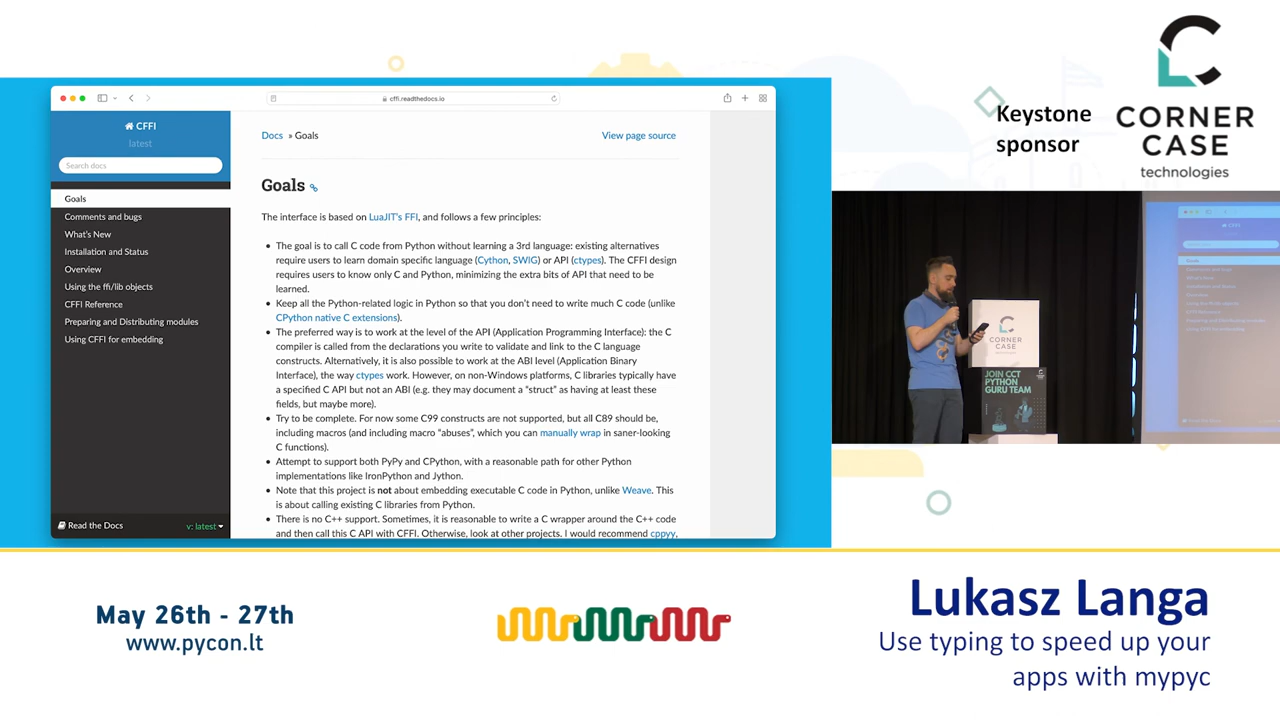 Keystone
sponsor
CORNER
CASE
technologies
cffi.readthedocs.io
CFFI
latest
Search docs
Goals
Comments and bugs
What's New
Installation and Status
Overview
Using the ffi/lib objects
CFFI Reference
Preparing and Distributing modules
Using CFFI for embedding
Read the Docs
v: latest
Docs » Goals
View page source
Goals
The interface is based on LuaJIT's FFI, and follows a few principles:
• The goal is to call C code from Python without learning a 3rd language: existing alternatives
require users to learn domain specific language (Cython, SWIG) or API (ctypes). The CFFI design
requires users to know only C and Python, minimizing the extra bits of API that need to be
learned.
• Keep all the Python-related logic in Python so that you don't need to write much C code (unlike
CPython native C extensions).
• The preferred way is to work at the level of the API (Application Programming Interface): the C
compiler is called from the declarations you write to validate and link to the C language
constructs. Alternatively, it is also possible to work at the ABI level (Application Binary
Interface), the way ctypes work. However, on non-Windows platforms, C libraries typically have
a specified C API but not an ABI (e.g. they may document a “struct” as having at least these
fields, but maybe more).
• Try to be complete. For now some C99 constructs are not supported, but all C89 should be,
including macros (and including macro “abuses”, which you can manually wrap in saner-looking
C functions).
• Attempt to support both PyPy and CPython, with a reasonable path for other Python
implementations like IronPython and Jython.
• Note that this project is not about embedding executable C code in Python, unlike Weave. This
is about calling existing C libraries from Python.
• There is no C++ support. Sometimes, it is reasonable to write a C wrapper around the C++ code
and then call this C API with CFFI. Otherwise, look at other projects. I would recommend cppyy,
CORNER
CASE
JOIN CCT
PYTHON
GURU TEAM
May 26th - 27th
www.pycon.lt
Lukasz Langa
Use typing to speed up your
apps with mypyc